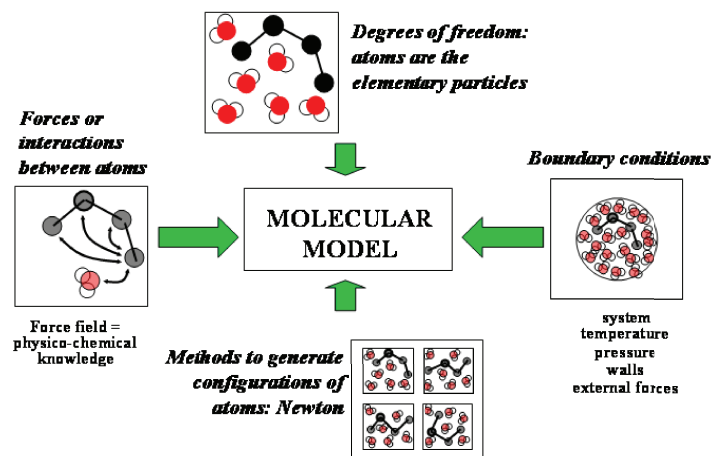 Degrees of freedom:
atoms are the
elementary particles
Forces or
interactions
between atoms
Boundary conditions
MOLECULAR
MODEL
Force field =
physico-chemical
knowledge
system
temperature
pressure
walls
external forces
Methods to generate
configurations of
atoms: Newton